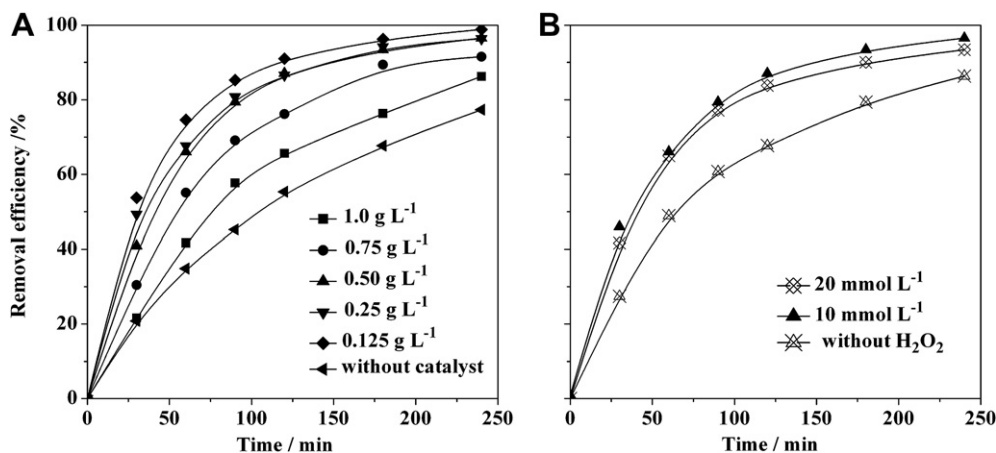 A
B
Removal efficiency /%
100
80
60
40
20
0
1.0 g L⁻¹
0.75 g L⁻¹
0.50 g L⁻¹
0.25 g L⁻¹
0.125 g L⁻¹
without catalyst
0 50 100 150 200 250
Time / min
20 mmol L⁻¹
10 mmol L⁻¹
without H₂O₂
0 50 100 150 200 250
Time / min